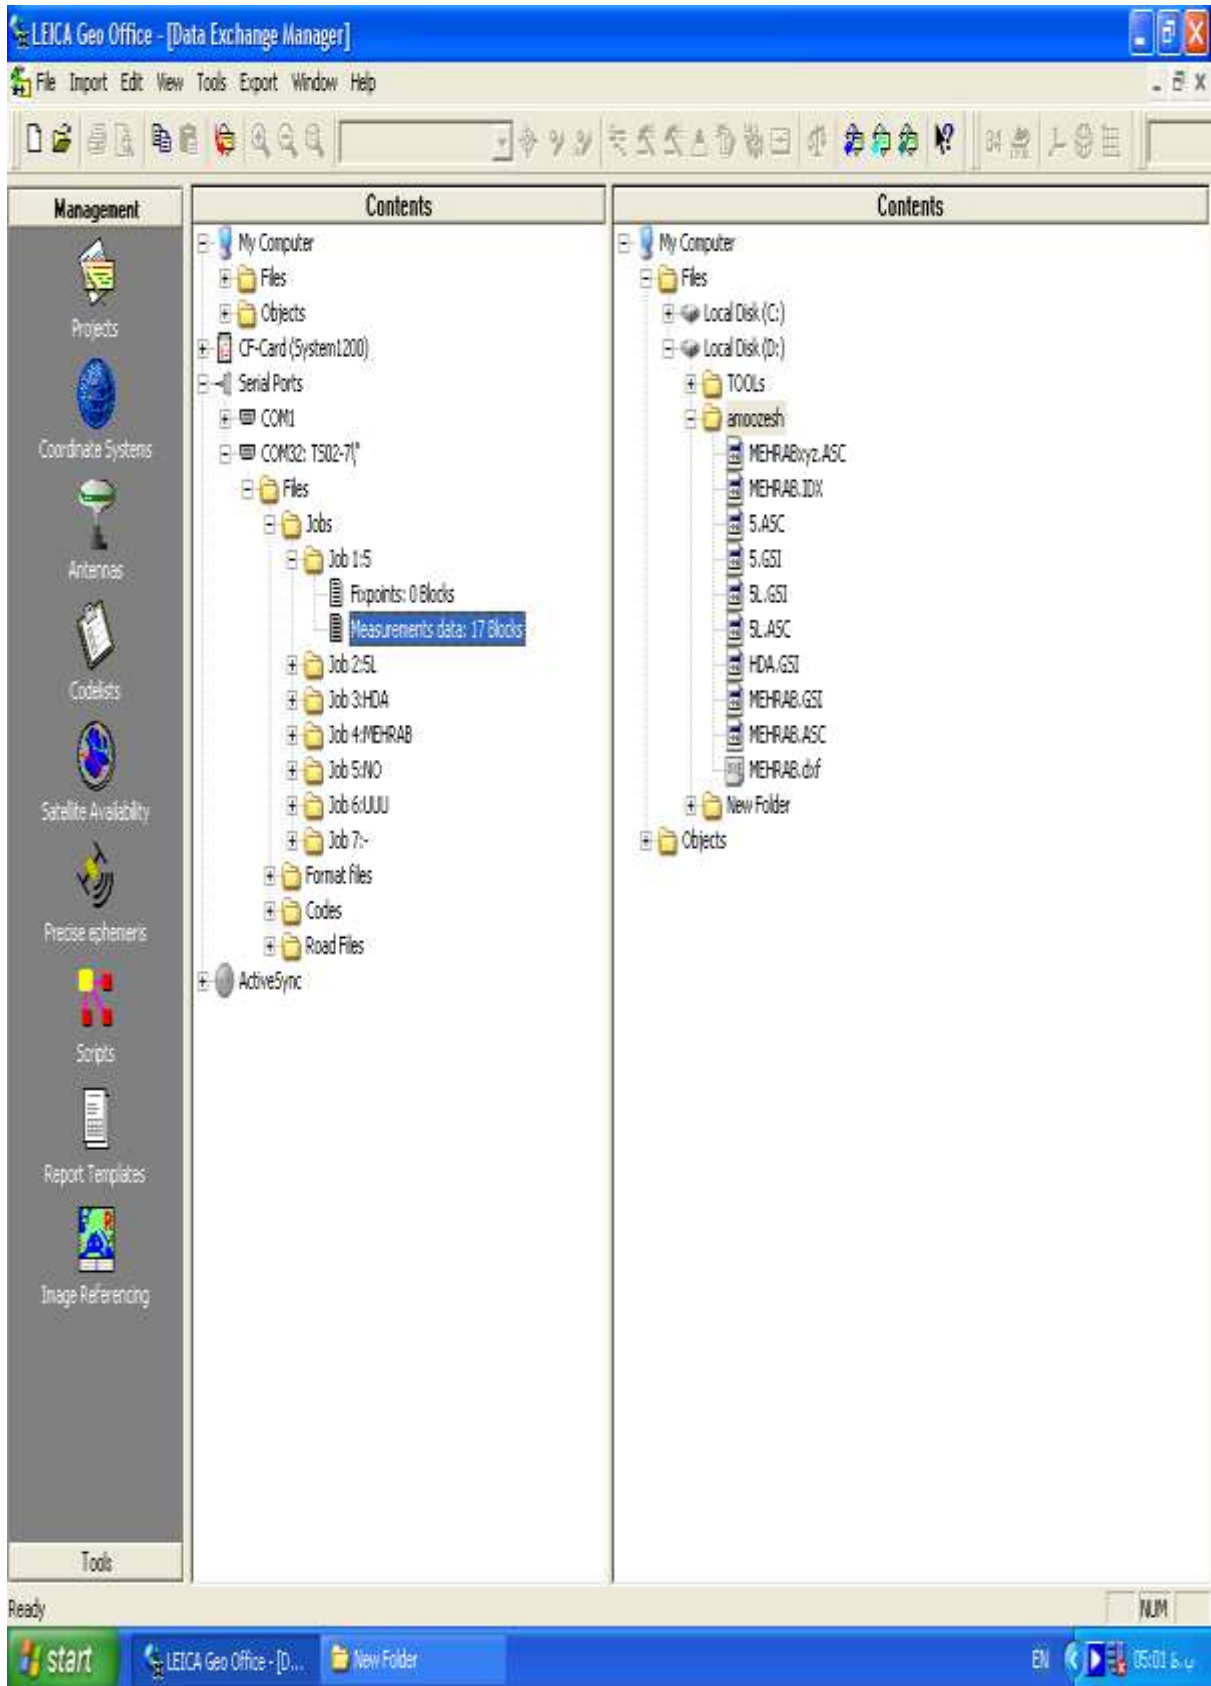 LEICA Geo Office - [Data Exchange Manager]
File Import Edit View Tools Export Window Help
Management
Projects
Coordinate Systems
Antennas
Codelists
Satellite Availability
Precise ephemeris
Scripts
Report Templates
Image Referencing
Tools
Contents
My Computer
Files
Objects
CF-Card (System1200)
Serial Ports
COM1
COM32: TS02-7\"
Files
Jobs
Job 1:5
Fixpoints: 0 Blocks
Measurements data: 17 Blocks
Job 2:5L
Job 3:HDA
Job 4:MEHRAB
Job 5:NO
Job 6:UUU
Job 7:-
Format files
Codes
Road Files
ActiveSync
Contents
My Computer
Files
Local Disk (C:)
Local Disk (D:)
TOOLs
amoozesh
MEHRABxyz.ASC
MEHRAB.IDX
5.ASC
5.GSI
5L.GSI
5L.ASC
HDA.GSI
MEHRAB.GSI
MEHRAB.ASC
MEHRAB.dxf
New Folder
Objects
Ready
NUM
start
LEICA Geo Office - [D...
New Folder
EN
05:01 ب.ظ